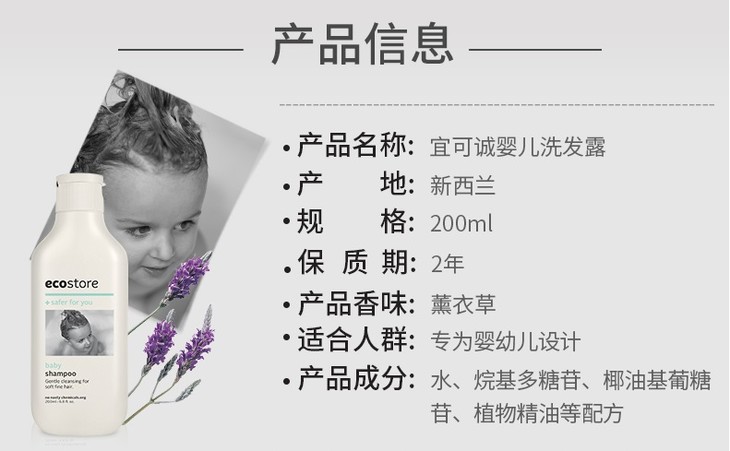 产品信息
• 产品名称: 宜可诚婴儿洗发露
• 产 地: 新西兰
• 规 格: 200ml
• 保 质 期: 2年
• 产品香味: 薰衣草
• 适合人群: 专为婴幼儿设计
• 产品成分: 水、烷基多糖苷、椰油基葡糖
苷、植物精油等配方
ecostore
safer for you
baby
shampoo
Gentle cleansing for
soft fine hair.
no nasty chemicals.org